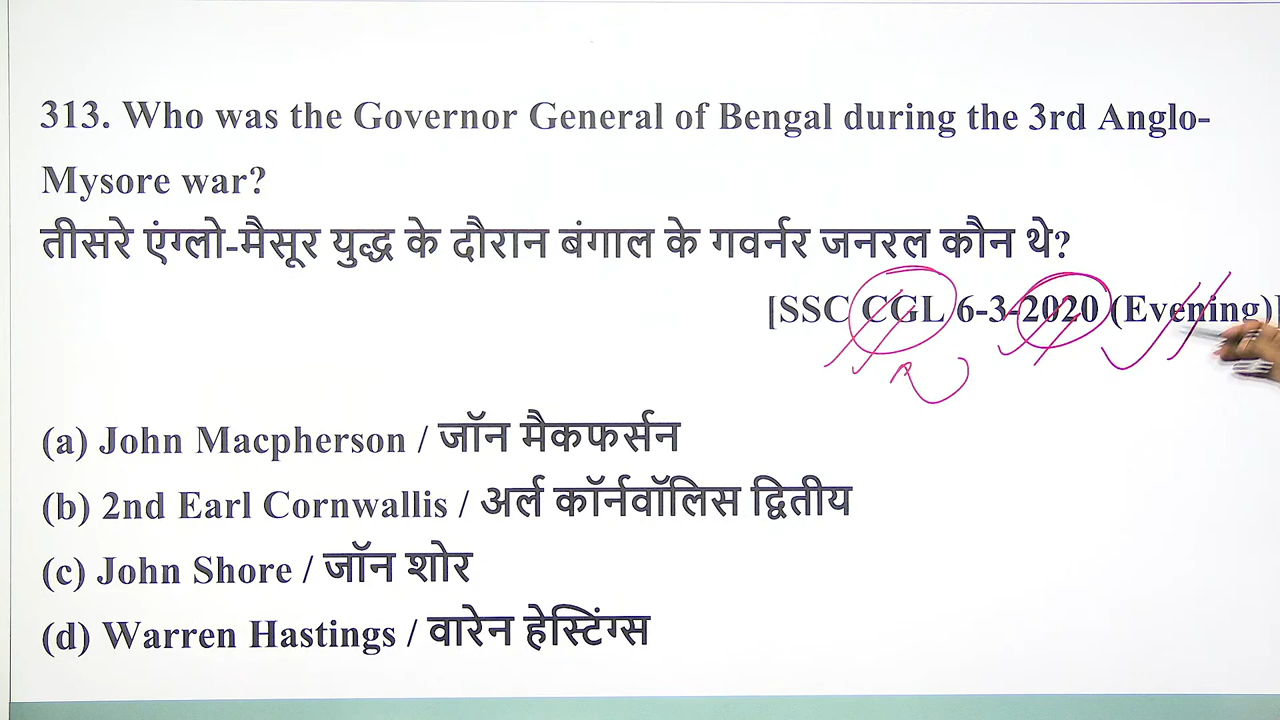 313. Who was the Governor General of Bengal during the 3rd Anglo-
Mysore war?
तीसरे एंग्लो-मैसूर युद्ध के दौरान बंगाल के गवर्नर जनरल कौन थे?
[SSC CGL 6-3-2020 (Evening)]
(a) John Macpherson / जॉन मैकफर्सन
(b) 2nd Earl Cornwallis / अर्ल कॉर्नवॉलिस द्वितीय
(c) John Shore / जॉन शोर
(d) Warren Hastings / वारेन हेस्टिंग्स